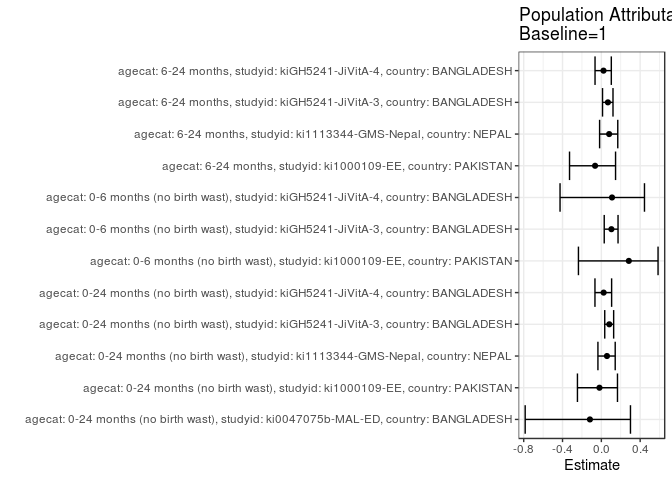 Population Attributa
Baseline=1
agecat: 6-24 months, studyid: kiGH5241-JiVitA-4, country: BANGLADESH
agecat: 6-24 months, studyid: kiGH5241-JiVitA-3, country: BANGLADESH
agecat: 6-24 months, studyid: ki1113344-GMS-Nepal, country: NEPAL
agecat: 6-24 months, studyid: ki1000109-EE, country: PAKISTAN
agecat: 0-6 months (no birth wast), studyid: kiGH5241-JiVitA-4, country: BANGLADESH
agecat: 0-6 months (no birth wast), studyid: kiGH5241-JiVitA-3, country: BANGLADESH
agecat: 0-6 months (no birth wast), studyid: ki1000109-EE, country: PAKISTAN
agecat: 0-24 months (no birth wast), studyid: kiGH5241-JiVitA-4, country: BANGLADESH
agecat: 0-24 months (no birth wast), studyid: kiGH5241-JiVitA-3, country: BANGLADESH
agecat: 0-24 months (no birth wast), studyid: ki1113344-GMS-Nepal, country: NEPAL
agecat: 0-24 months (no birth wast), studyid: ki1000109-EE, country: PAKISTAN
agecat: 0-24 months (no birth wast), studyid: ki0047075b-MAL-ED, country: BANGLADESH
-0.8 -0.4 0.0 0.4
Estimate